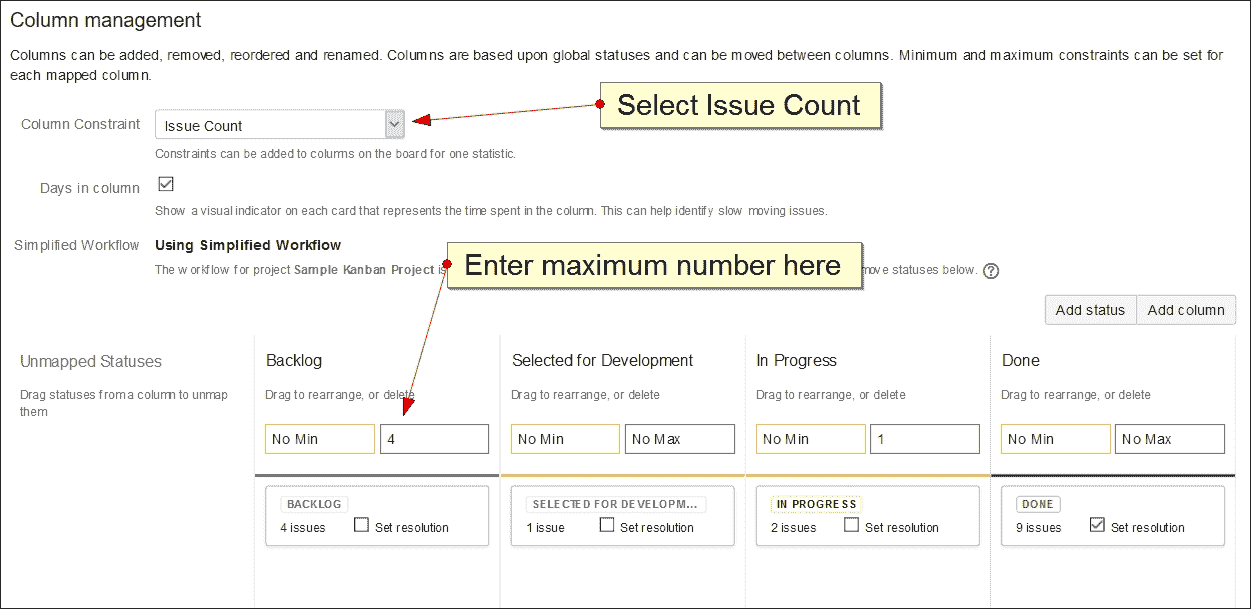 Column management
Columns can be added, removed, reordered and renamed. Columns are based upon global statuses and can be moved between columns. Minimum and maximum constraints can be set for
each mapped column.
Select Issue Count
Column Constraint
Issue Count
Constraints can be added to columns on the board for one statistic.
Days in column
Show a visual indicator on each card that represents the time spent in the column. This can help identify slow moving issues.
Simplified Workflow
Using Simplified Workflow
The workflow for project Sample Kanban Project is
Enter maximum number here
move statuses below. ?
Add status
Add column
Unmapped Statuses
Drag statuses from a column to unmap
them
Backlog
Drag to rearrange, or delete
No Min
4
BACKLOG
4 issues
Set resolution
Selected for Development
Drag to rearrange, or delete
No Min
No Max
SELECTED FOR DEVELOPM...
1 issue
Set resolution
In Progress
Drag to rearrange, or delete
No Min
1
IN PROGRESS
2 issues
Set resolution
Done
Drag to rearrange, or delete
No Min
No Max
DONE
9 issues
Set resolution